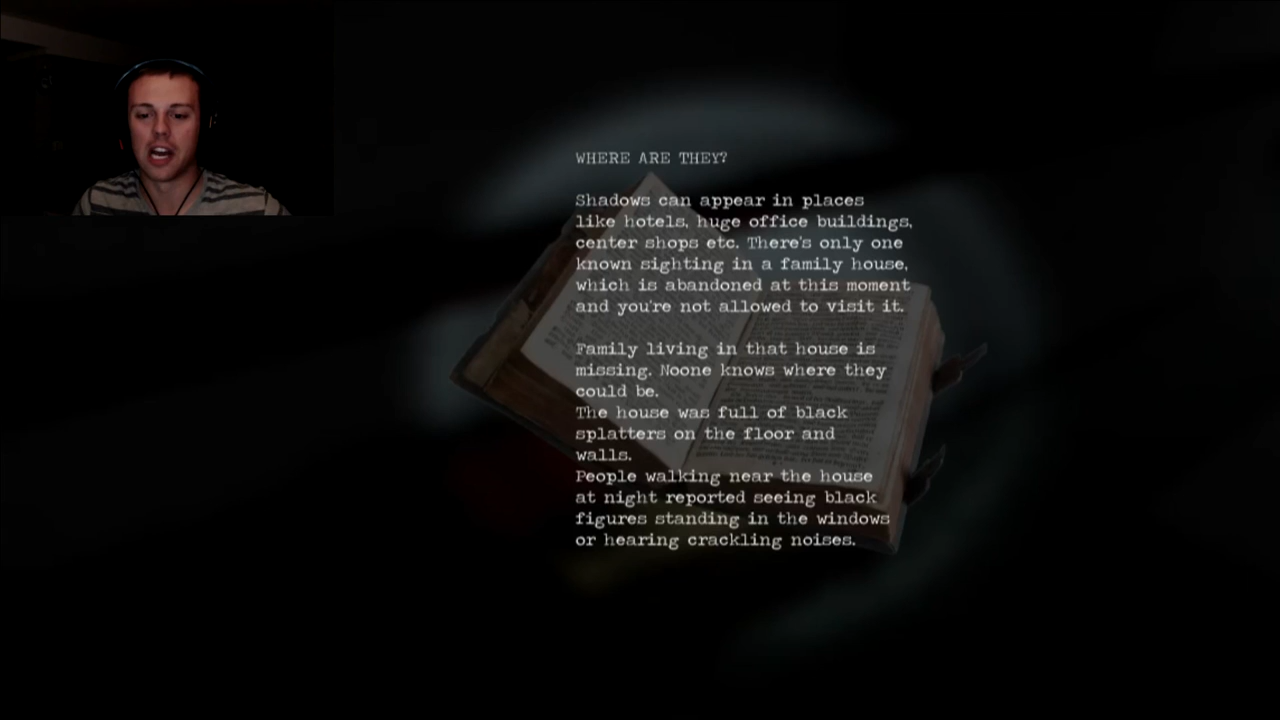 WHERE ARE THEY?
Shadows can appear in places
like hotels, huge office buildings,
center shops etc. There's only one
known sighting in a family house,
which is abandoned at this moment
and you're not allowed to visit it.
Family living in that house is
missing. Noone knows where they
could be.
The house was full of black
splatters on the floor and
walls.
People walking near the house
at night reported seeing black
figures standing in the windows
or hearing crackling noises.